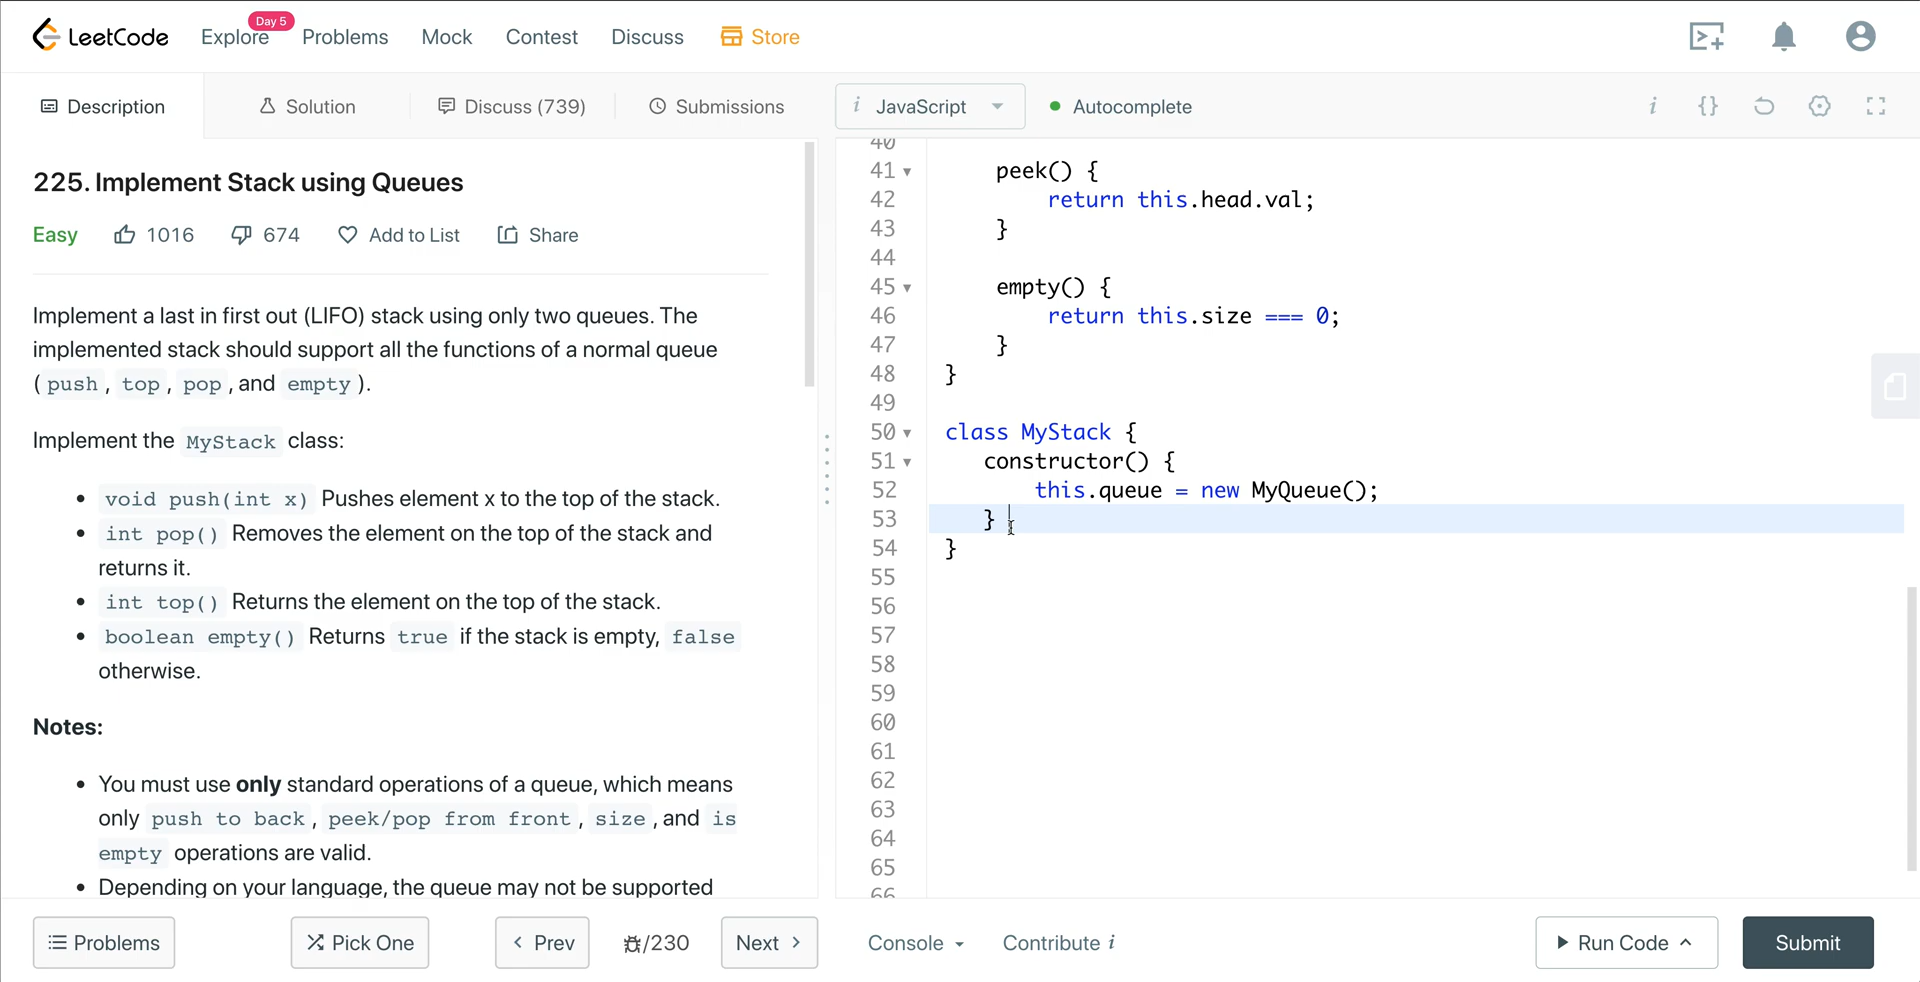 LeetCode Explore Day 5 Problems Mock Contest Discuss Store
Description Solution Discuss (739) Submissions
i JavaScript Autocomplete i {}
225. Implement Stack using Queues
Easy 1016 674 Add to List Share
Implement a last in first out (LIFO) stack using only two queues. The
implemented stack should support all the functions of a normal queue
(push, top, pop, and empty).
Implement the MyStack class:
• void push(int x) Pushes element x to the top of the stack.
• int pop() Removes the element on the top of the stack and
returns it.
• int top() Returns the element on the top of the stack.
• boolean empty() Returns true if the stack is empty, false
otherwise.
Notes:
• You must use only standard operations of a queue, which means
only push to back, peek/pop from front, size, and is
empty operations are valid.
• Depending on your language, the queue may not be supported
40
41 peek() {
42 return this.head.val;
43 }
44
45 empty() {
46 return this.size === 0;
47 }
48 }
49
50 class MyStack {
51 constructor() {
52 this.queue = new MyQueue();
53 }
54 }
55
56
57
58
59
60
61
62
63
64
65
66
Problems Pick One Prev /230 Next Console Contribute i Run Code Submit